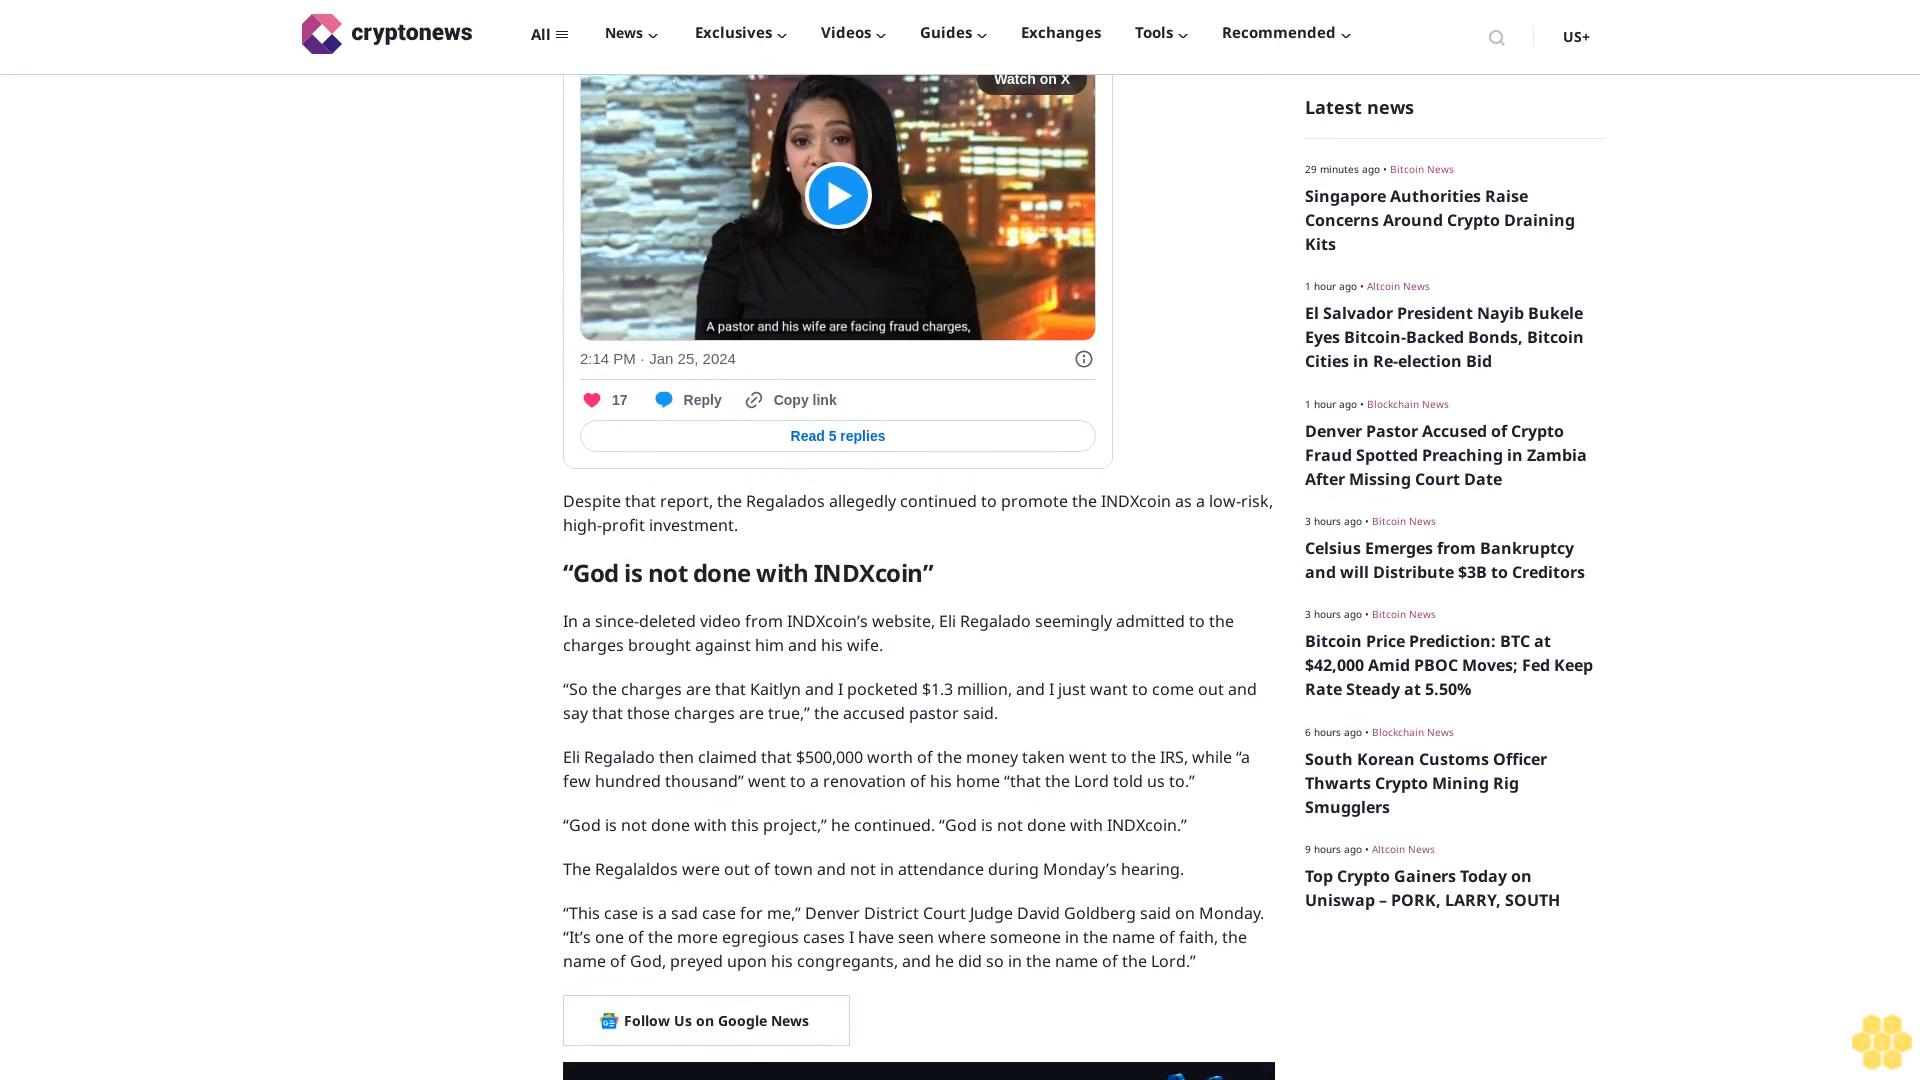 cryptonews
All
News
Exclusives
Videos
Guides
Exchanges
Tools
Recommended
US+
Watch on X
A pastor and his wife are facing fraud charges,
2:14 PM · Jan 25, 2024
17
Reply
Copy link
Read 5 replies
Despite that report, the Regalados allegedly continued to promote the INDXcoin as a low-risk,
high-profit investment.
“God is not done with INDXcoin”
In a since-deleted video from INDXcoin’s website, Eli Regalado seemingly admitted to the
charges brought against him and his wife.
“So the charges are that Kaitlyn and I pocketed $1.3 million, and I just want to come out and
say that those charges are true,” the accused pastor said.
Eli Regalado then claimed that $500,000 worth of the money taken went to the IRS, while “a
few hundred thousand” went to a renovation of his home “that the Lord told us to.”
“God is not done with this project,” he continued. “God is not done with INDXcoin.”
The Regalaldos were out of town and not in attendance during Monday’s hearing.
“This case is a sad case for me,” Denver District Court Judge David Goldberg said on Monday.
“It’s one of the more egregious cases I have seen where someone in the name of faith, the
name of God, preyed upon his congregants, and he did so in the name of the Lord.”
Follow Us on Google News
Latest news
29 minutes ago • Bitcoin News
Singapore Authorities Raise
Concerns Around Crypto Draining
Kits
1 hour ago • Altcoin News
El Salvador President Nayib Bukele
Eyes Bitcoin-Backed Bonds, Bitcoin
Cities in Re-election Bid
1 hour ago • Blockchain News
Denver Pastor Accused of Crypto
Fraud Spotted Preaching in Zambia
After Missing Court Date
3 hours ago • Bitcoin News
Celsius Emerges from Bankruptcy
and will Distribute $3B to Creditors
3 hours ago • Bitcoin News
Bitcoin Price Prediction: BTC at
$42,000 Amid PBOC Moves; Fed Keep
Rate Steady at 5.50%
6 hours ago • Blockchain News
South Korean Customs Officer
Thwarts Crypto Mining Rig
Smugglers
9 hours ago • Altcoin News
Top Crypto Gainers Today on
Uniswap – PORK, LARRY, SOUTH